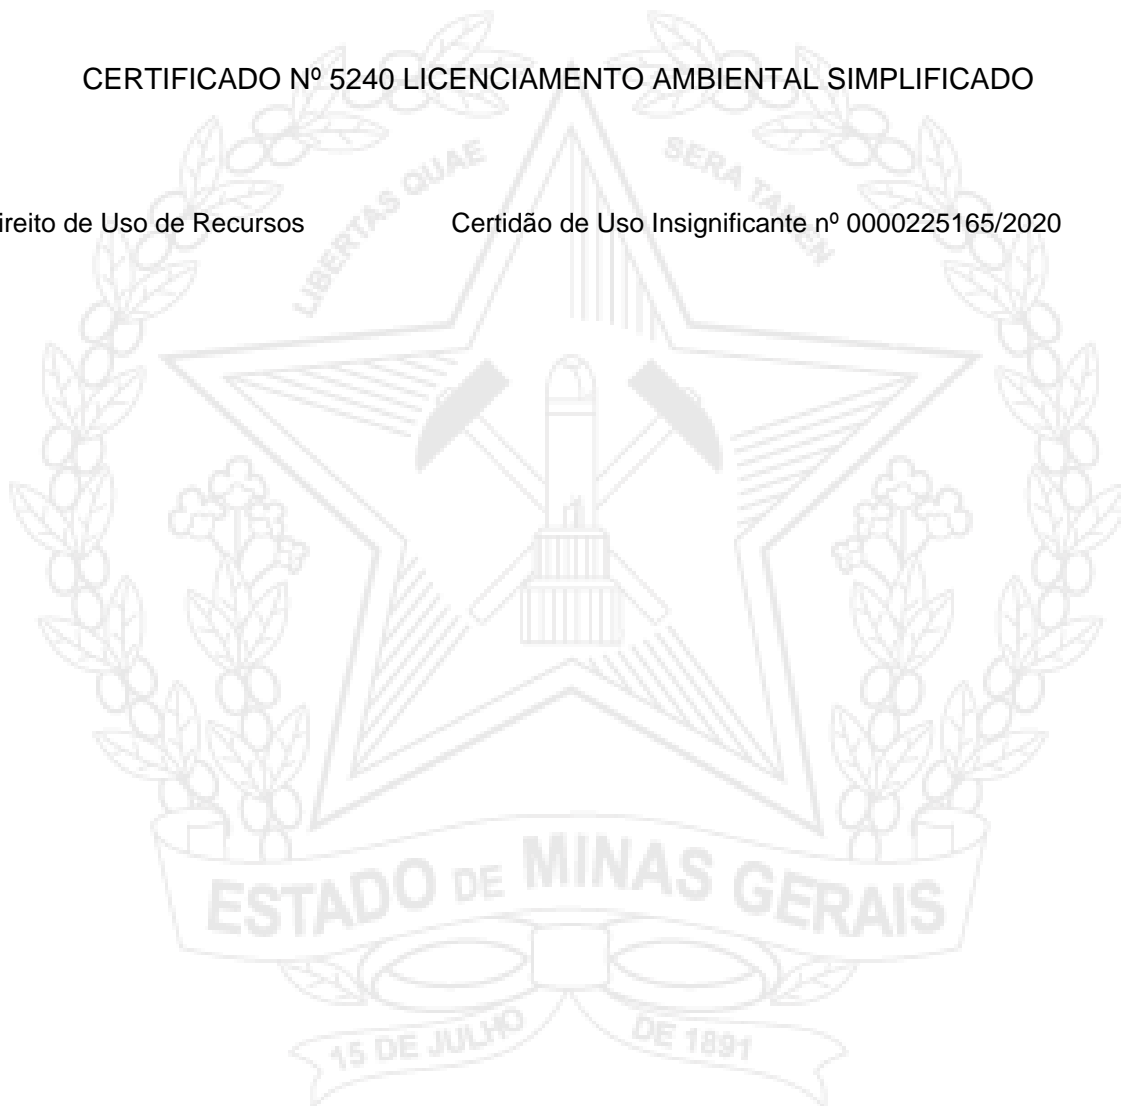 CERTIFICADO Nº 5240 LICENCIAMENTO AMBIENTAL SIMPLIFICADO
LIBERTAS QUAE SERA TAMEN
ireito de Uso de Recursos Certidão de Uso Insignificante nº 0000225165/2020
ESTADO DE MINAS GERAIS
15 DE JULHO DE 1891